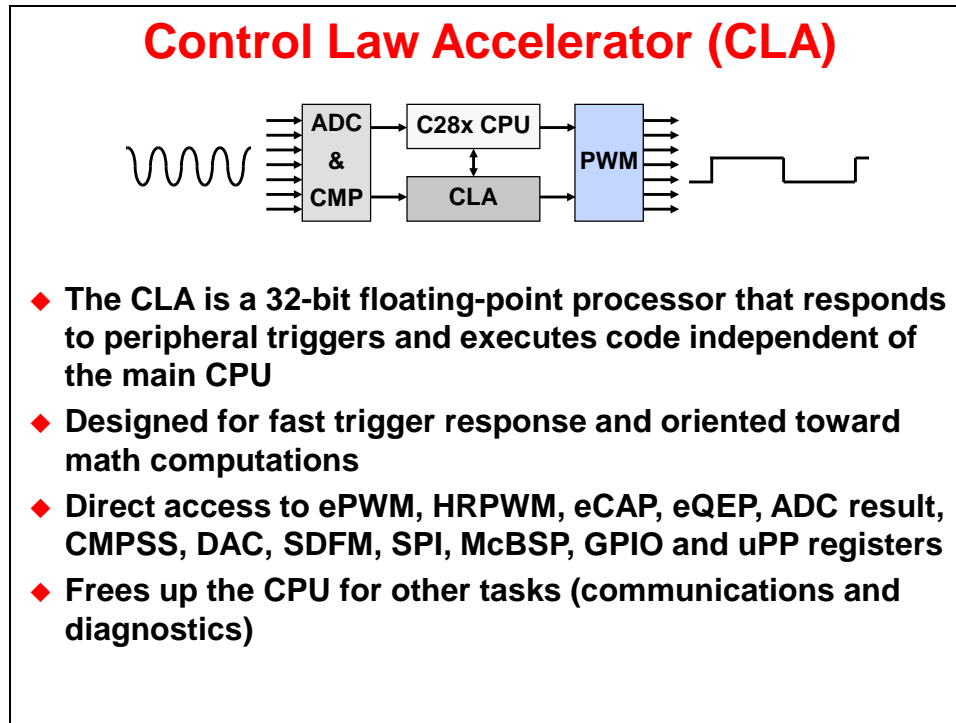 Control Law Accelerator (CLA)
ADC
&
CMP
C28x CPU
CLA
PWM
◆ The CLA is a 32-bit floating-point processor that responds
to peripheral triggers and executes code independent of
the main CPU
◆ Designed for fast trigger response and oriented toward
math computations
◆ Direct access to ePWM, HRPWM, eCAP, eQEP, ADC result,
CMPSS, DAC, SDFM, SPI, McBSP, GPIO and uPP registers
◆ Frees up the CPU for other tasks (communications and
diagnostics)